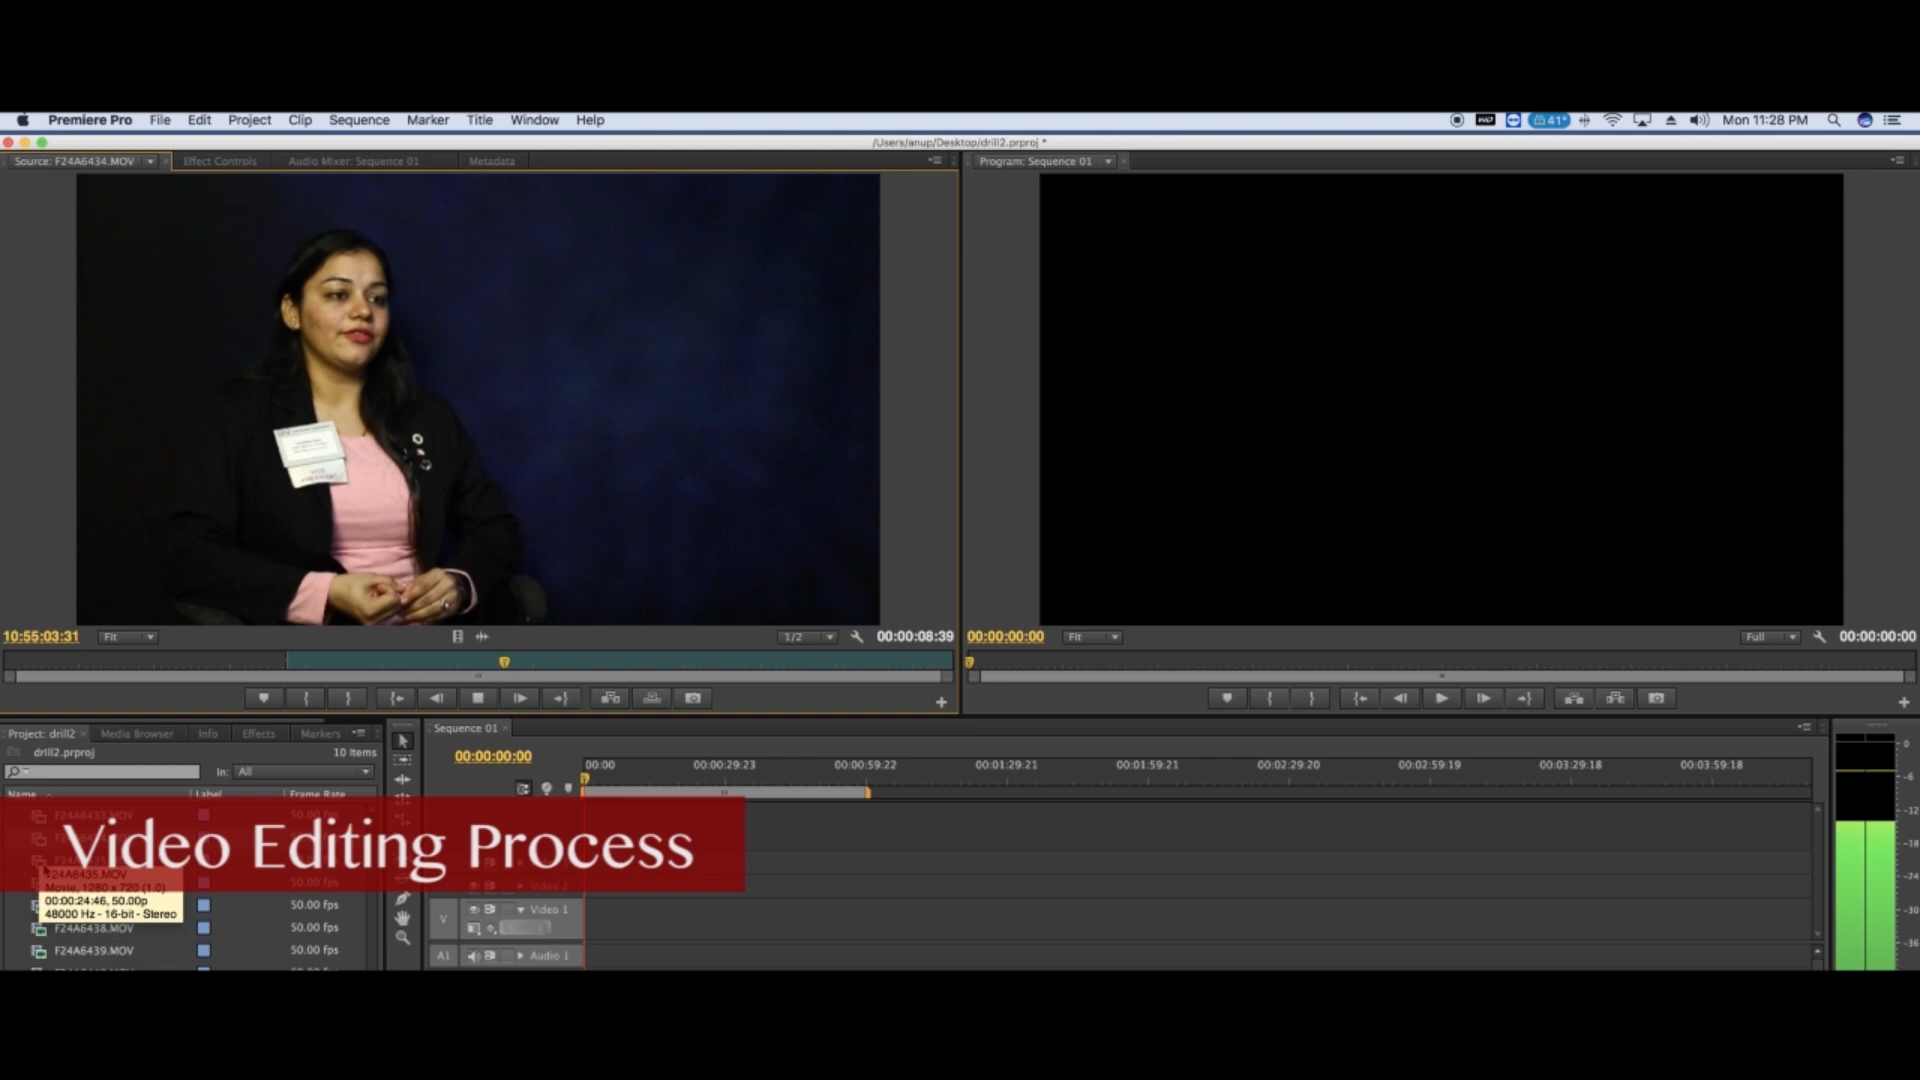 Premiere Pro File Edit Project Clip Sequence Marker Title Window Help
41° Mon 11:28 PM
/Users/anup/Desktop/drill2.prproj *
Source: F24A6434.MOV Effect Controls Audio Mixer: Sequence 01 Metadata
Program: Sequence 01
10:55:03:31 Fit 1/2 00:00:08:39
00:00:00:00 Fit Full 00:00:00:00
Project: drill2 Media Browser Info Effects Markers
drill2.prproj 10 Items
In: All
Name Label Frame Rate
F24A6433.MOV 50.00 fps
Video Editing Process
F24A6435.MOV
Movie, 1280 x 720 (1.0)
00:00:24:46, 50.00p
48000 Hz - 16-bit - Stereo
50.00 fps
50.00 fps
F24A6438.MOV 50.00 fps
F24A6439.MOV 50.00 fps
Sequence 01
00:00:00:00
00:00 00:00:29:23 00:00:59:22 00:01:29:21 00:01:59:21 00:02:29:20 00:02:59:19 00:03:29:18 00:03:59:18
Video 2
V Video 1
A1 Audio 1
0
-6
-12
-18
-24
-30
-36